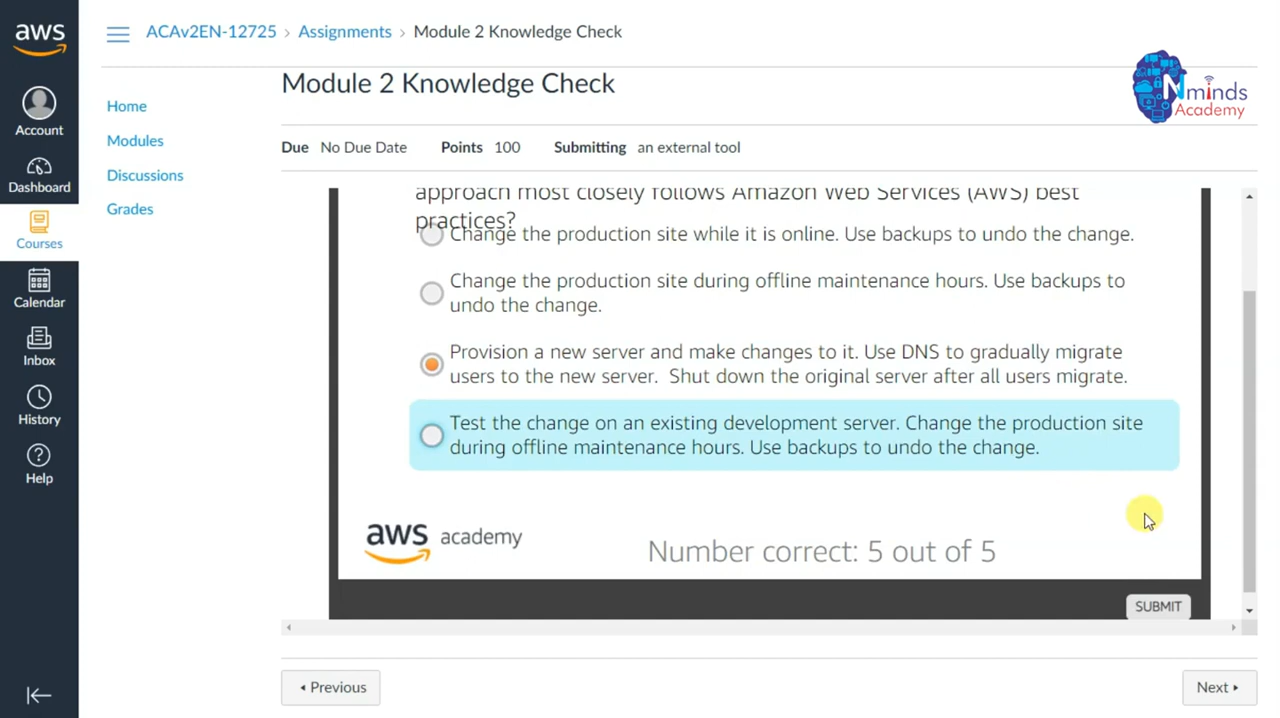 aws
ACAv2EN-12725 › Assignments › Module 2 Knowledge Check
Nminds
Academy
Module 2 Knowledge Check
Account
Dashboard
Courses
Calendar
Inbox
History
Help
Home
Modules
Discussions
Grades
Due No Due Date Points 100 Submitting an external tool
approach most closely follows Amazon Web Services (AWS) best
practices?
Change the production site while it is online. Use backups to undo the change.
Change the production site during offline maintenance hours. Use backups to
undo the change.
Provision a new server and make changes to it. Use DNS to gradually migrate
users to the new server. Shut down the original server after all users migrate.
Test the change on an existing development server. Change the production site
during offline maintenance hours. Use backups to undo the change.
aws academy
Number correct: 5 out of 5
SUBMIT
Previous
Next